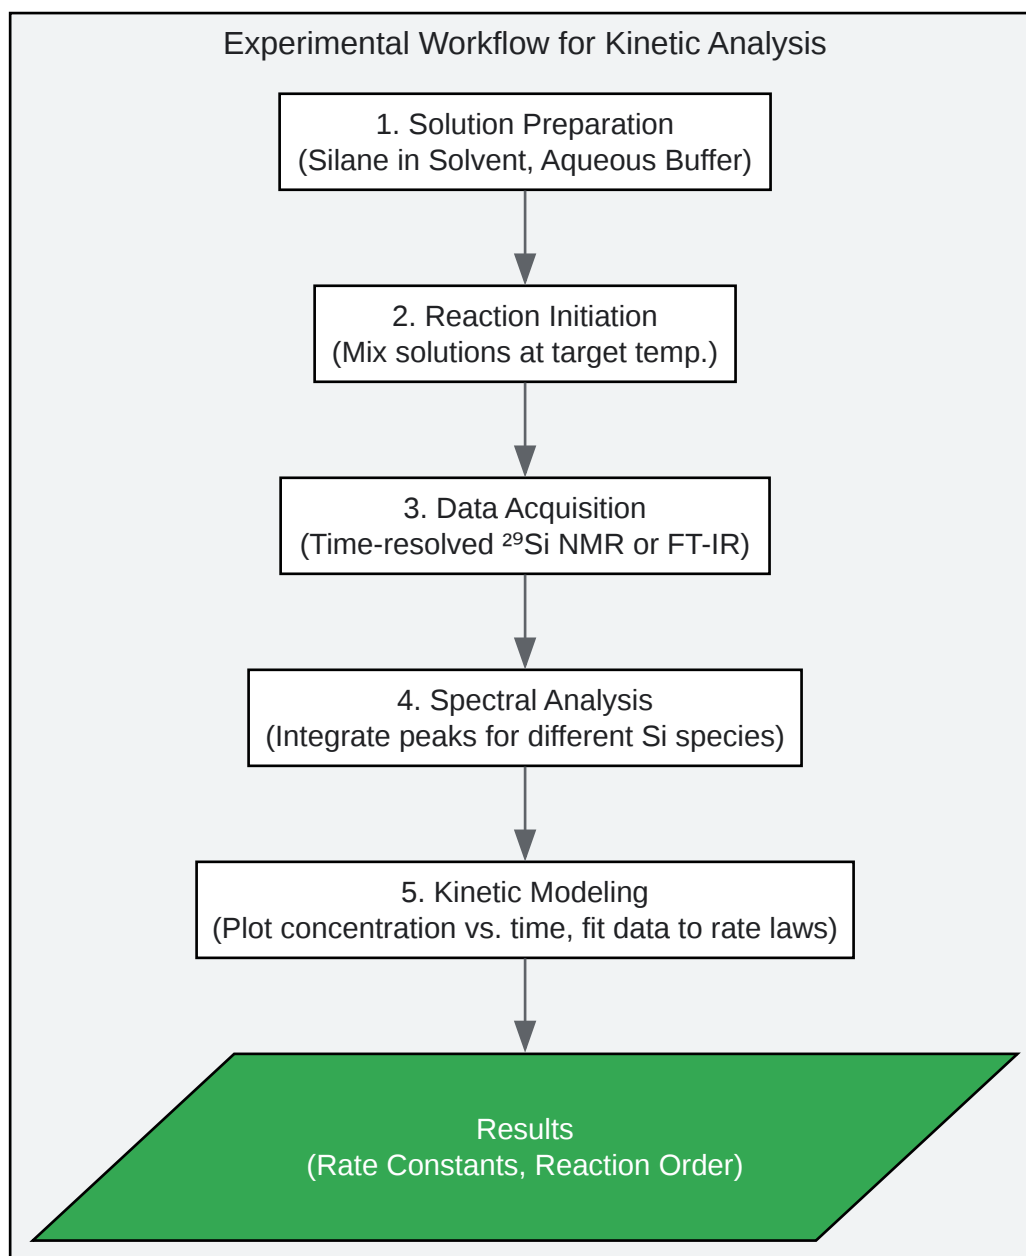 Experimental Workflow for Kinetic Analysis
1. Solution Preparation
(Silane in Solvent, Aqueous Buffer)
2. Reaction Initiation
(Mix solutions at target temp.)
3. Data Acquisition
(Time-resolved ²⁹Si NMR or FT-IR)
4. Spectral Analysis
(Integrate peaks for different Si species)
5. Kinetic Modeling
(Plot concentration vs. time, fit data to rate laws)
Results
(Rate Constants, Reaction Order)